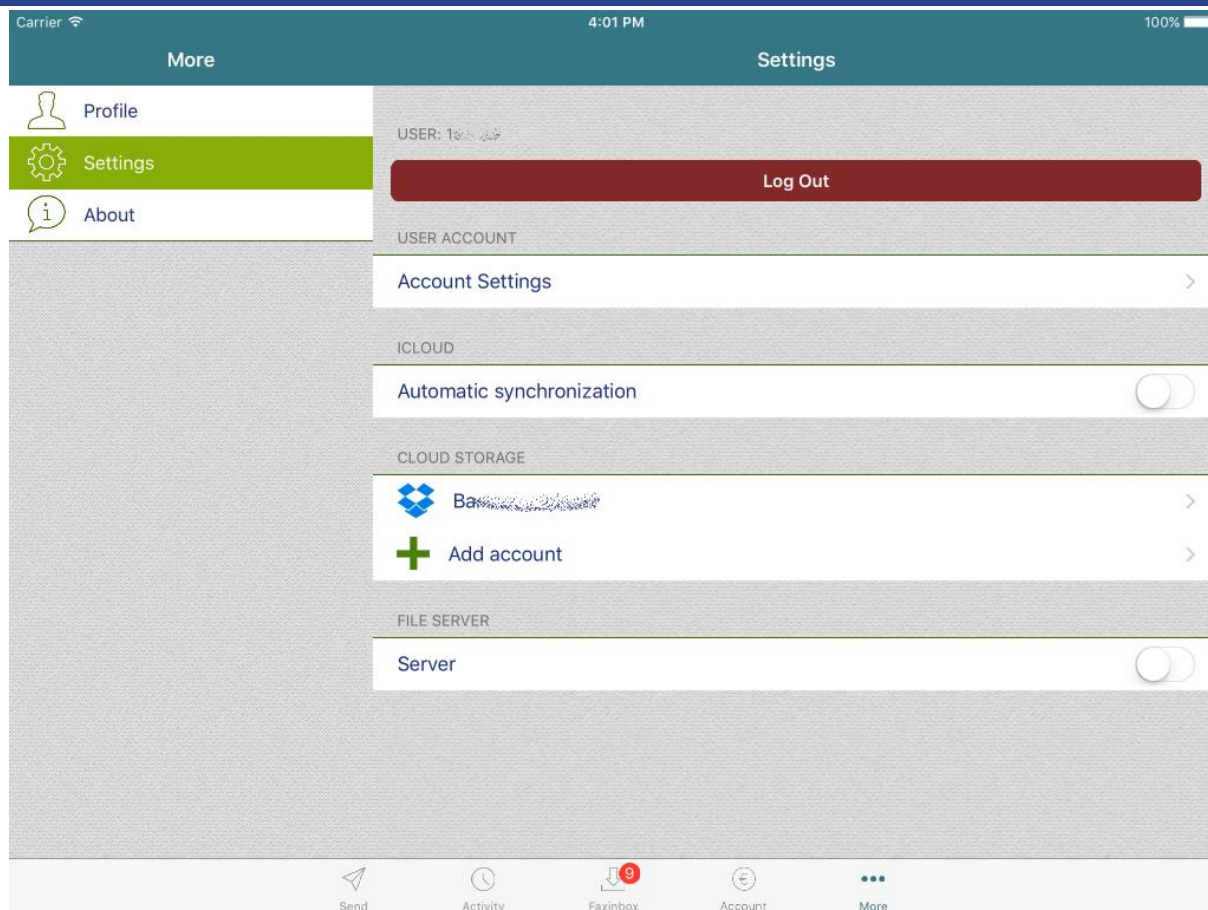 Carrier 4:01 PM 100%
More
Settings
Profile
Settings
About
USER:
Log Out
USER ACCOUNT
Account Settings
ICLOUD
Automatic synchronization
CLOUD STORAGE
Add account
FILE SERVER
Server
9
Send Activity Faxinbox Account More